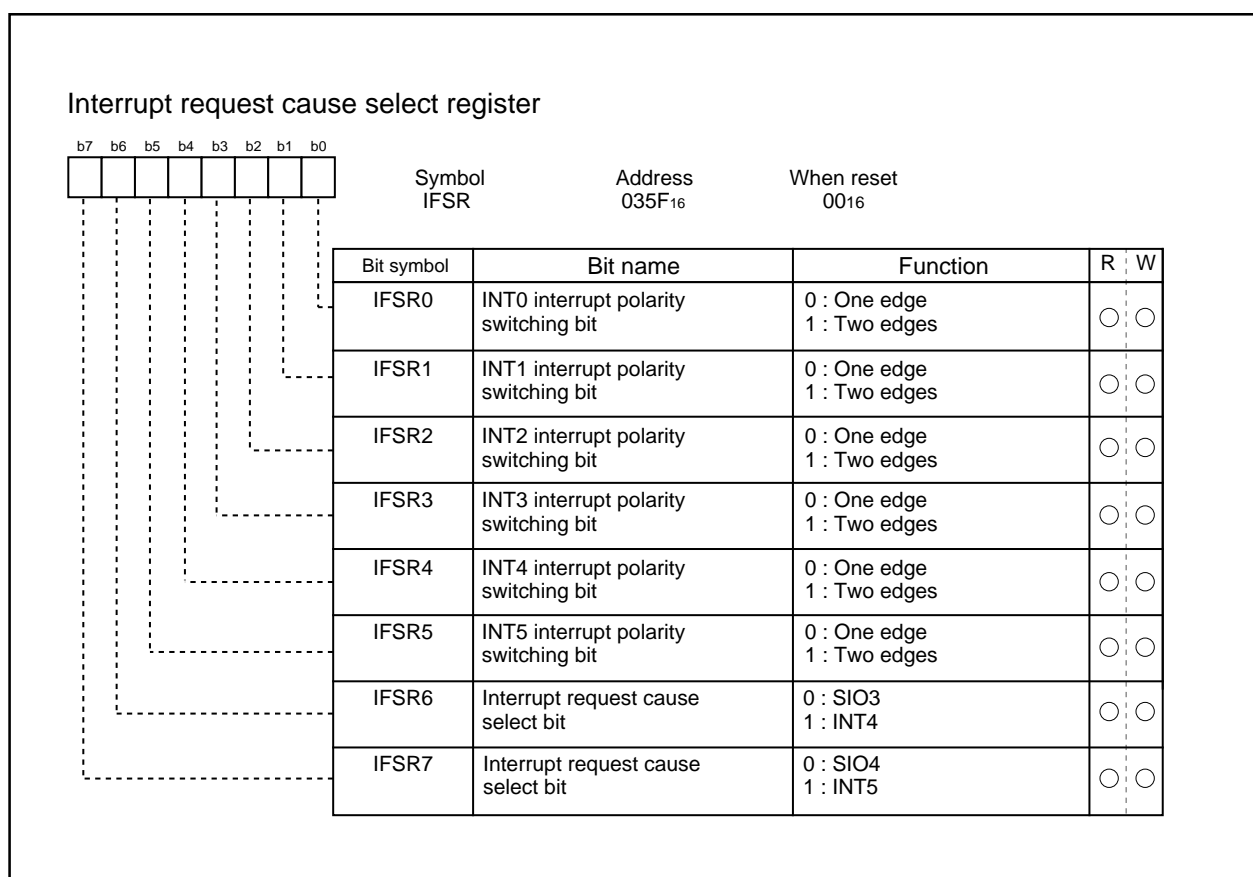 Interrupt request cause select register
b7 b6 b5 b4 b3 b2 b1 b0
Symbol Address When reset
IFSR 035F16 0016
Bit symbol Bit name Function R W
IFSR0 INT0 interrupt polarity 0 : One edge
switching bit 1 : Two edges
IFSR1 INT1 interrupt polarity 0 : One edge
switching bit 1 : Two edges
IFSR2 INT2 interrupt polarity 0 : One edge
switching bit 1 : Two edges
IFSR3 INT3 interrupt polarity 0 : One edge
switching bit 1 : Two edges
IFSR4 INT4 interrupt polarity 0 : One edge
switching bit 1 : Two edges
IFSR5 INT5 interrupt polarity 0 : One edge
switching bit 1 : Two edges
IFSR6 Interrupt request cause 0 : SIO3
select bit 1 : INT4
IFSR7 Interrupt request cause 0 : SIO4
select bit 1 : INT5